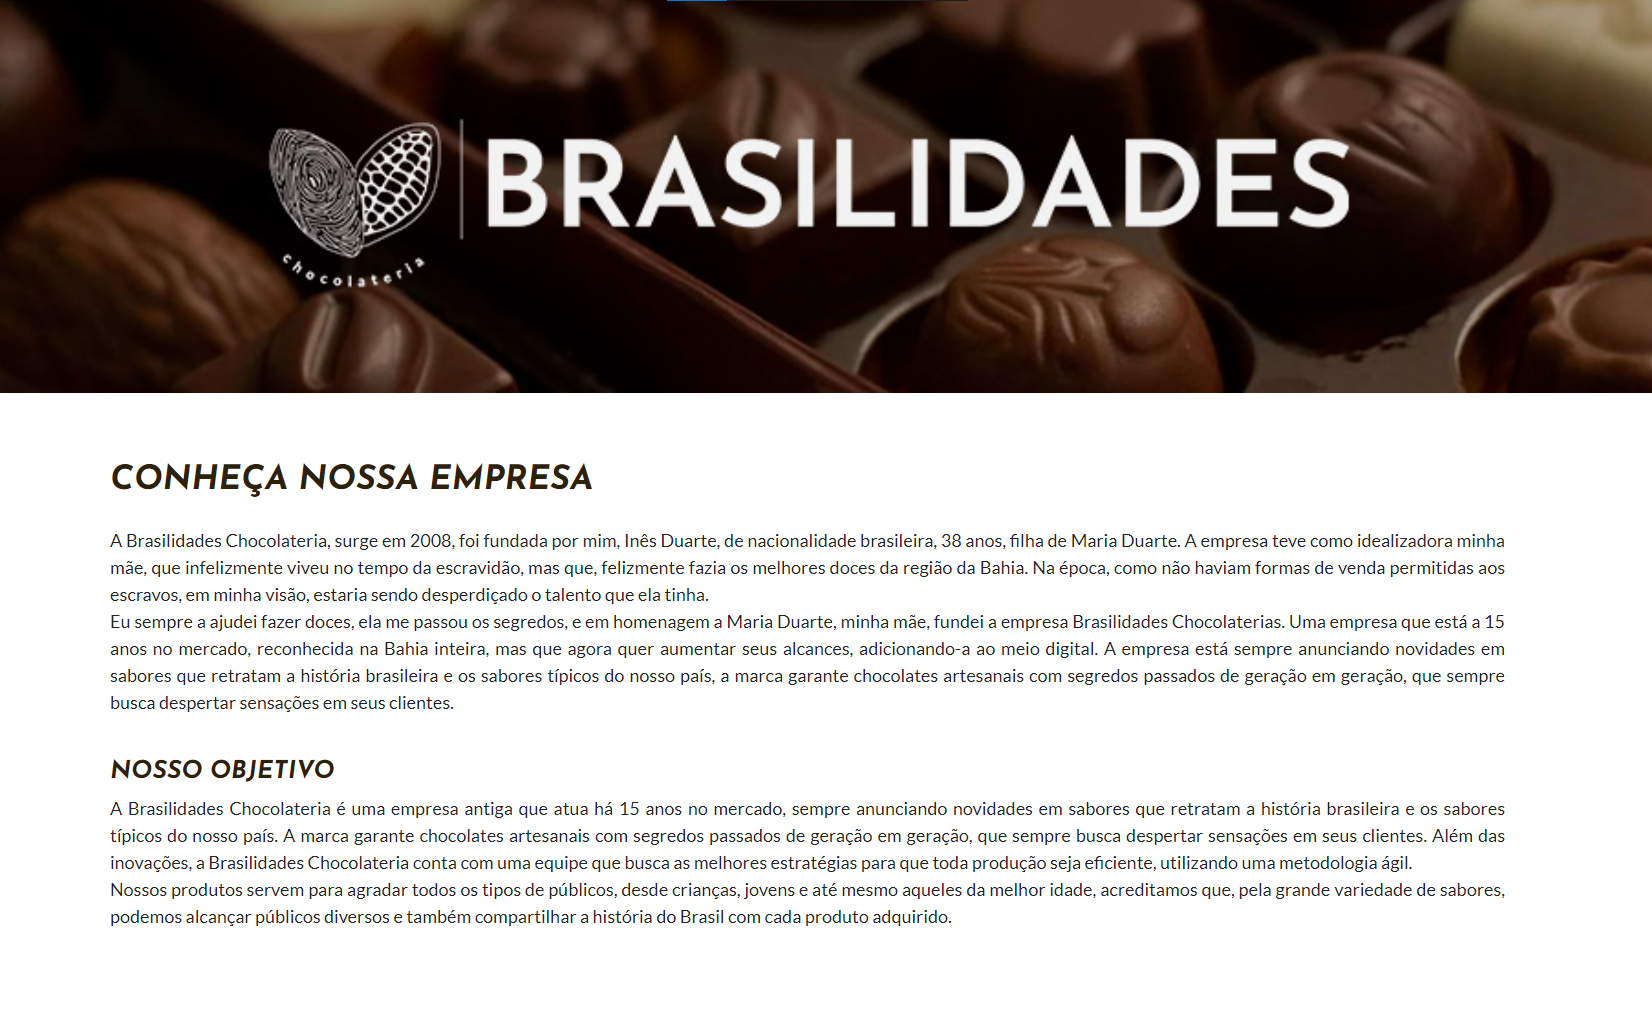 BRASILIDADES
chocolateria
CONHEÇA NOSSA EMPRESA
A Brasilidades Chocolateria, surge em 2008, foi fundada por mim, Inês Duarte, de nacionalidade brasileira, 38 anos, filha de Maria Duarte. A empresa teve como idealizadora minha
mãe, que infelizmente viveu no tempo da escravidão, mas que, felizmente fazia os melhores doces da região da Bahia. Na época, como não haviam formas de venda permitidas aos
escravos, em minha visão, estaria sendo desperdiçado o talento que ela tinha.
Eu sempre a ajudei fazer doces, ela me passou os segredos, e em homenagem a Maria Duarte, minha mãe, fundei a empresa Brasilidades Chocolaterias. Uma empresa que está a 15
anos no mercado, reconhecida na Bahia inteira, mas que agora quer aumentar seus alcances, adicionando-a ao meio digital. A empresa está sempre anunciando novidades em
sabores que retratam a história brasileira e os sabores típicos do nosso país, a marca garante chocolates artesanais com segredos passados de geração em geração, que sempre
busca despertar sensações em seus clientes.
NOSSO OBJETIVO
A Brasilidades Chocolateria é uma empresa antiga que atua há 15 anos no mercado, sempre anunciando novidades em sabores que retratam a história brasileira e os sabores
típicos do nosso país. A marca garante chocolates artesanais com segredos passados de geração em geração, que sempre busca despertar sensações em seus clientes. Além das
inovações, a Brasilidades Chocolateria conta com uma equipe que busca as melhores estratégias para que toda produção seja eficiente, utilizando uma metodologia ágil.
Nossos produtos servem para agradar todos os tipos de públicos, desde crianças, jovens e até mesmo aqueles da melhor idade, acreditamos que, pela grande variedade de sabores,
podemos alcançar públicos diversos e também compartilhar a história do Brasil com cada produto adquirido.